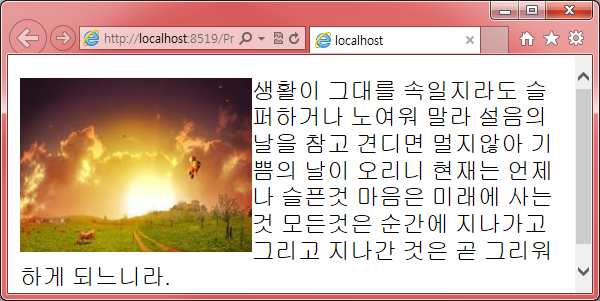 http://localhost:8519/Pr
localhost
생활이 그대를 속일지라도 슬
퍼하거나 노여워 말라 설음의
날을 참고 견디면 멀지않아 기
쁨의 날이 오리니 현재는 언제
나 슬픈것 마음은 미래에 사는
것 모든것은 순간에 지나가고
그리고 지나간 것은 곧 그리워
하게 되느니라.